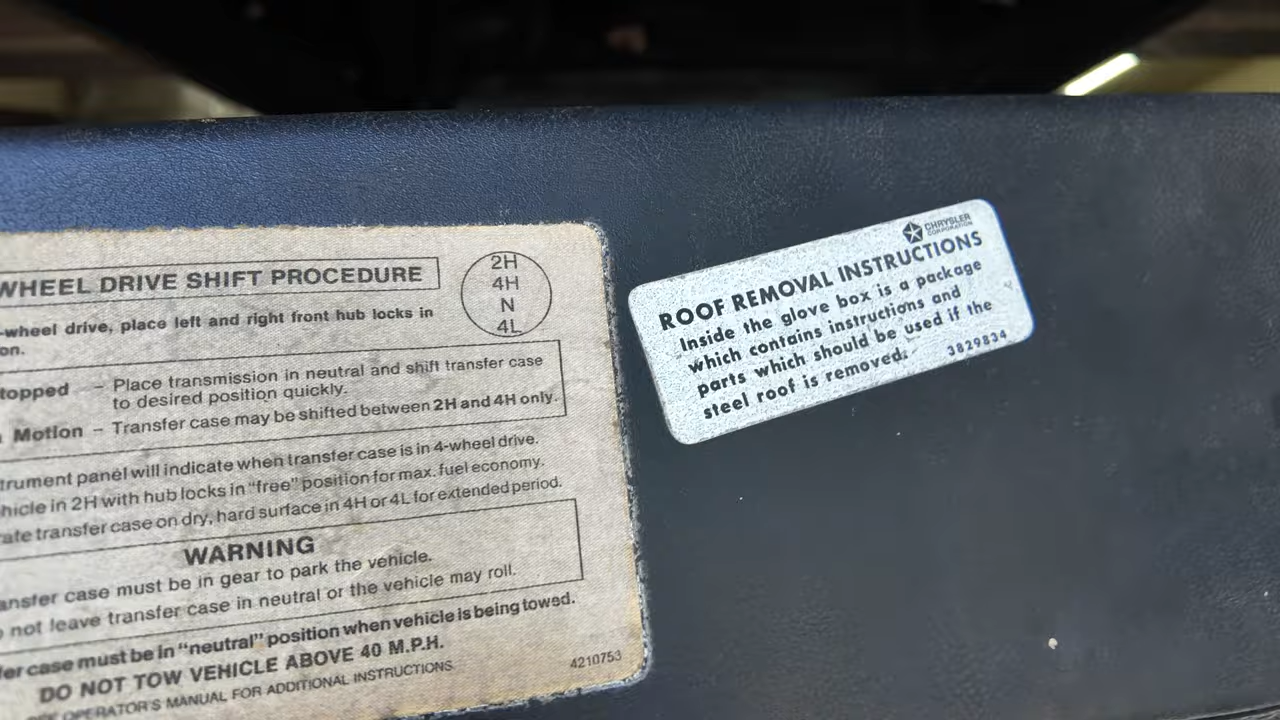 WHEEL DRIVE SHIFT PROCEDURE
2H
4H
N
4L
-wheel drive, place left and right front hub locks in
on.
topped – Place transmission in neutral and shift transfer case
to desired position quickly.
Motion – Transfer case may be shifted between 2H and 4H only.
trument panel will indicate when transfer case is in 4-wheel drive.
hicle in 2H with hub locks in "free" position for max. fuel economy.
ate transfer case on dry, hard surface in 4H or 4L for extended period.
WARNING
ansfer case must be in gear to park the vehicle.
not leave transfer case in neutral or the vehicle may roll.
fer case must be in "neutral" position when vehicle is being towed.
DO NOT TOW VEHICLE ABOVE 40 M.P.H.
OPERATOR'S MANUAL FOR ADDITIONAL INSTRUCTIONS
4210753
CHRYSLER
CORPORATION
ROOF REMOVAL INSTRUCTIONS
Inside the glove box is a package
which contains instructions and
parts which should be used if the
steel roof is removed.
3829834